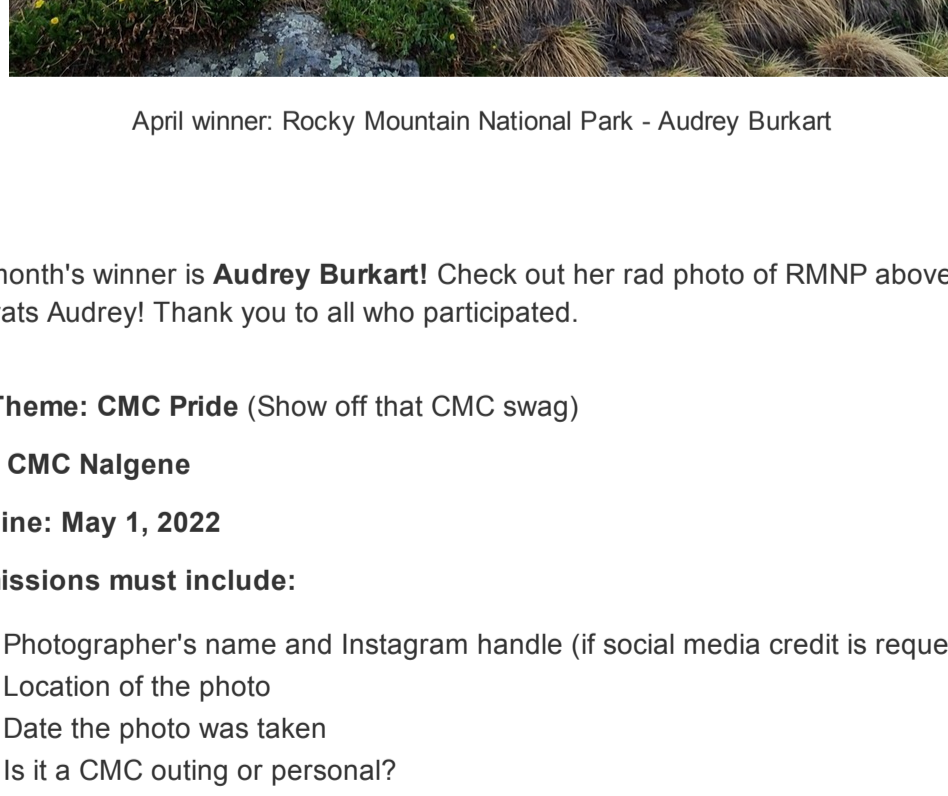 April winner: Rocky Mountain National Park - Audrey Burkart
month's winner is Audrey Burkart! Check out her rad photo of RMNP above
ats Audrey! Thank you to all who participated.
Theme: CMC Pride (Show off that CMC swag)
CMC Nalgene
ine: May 1, 2022
issions must include:
Photographer's name and Instagram handle (if social media credit is reque
Location of the photo
Date the photo was taken
Is it a CMC outing or personal?